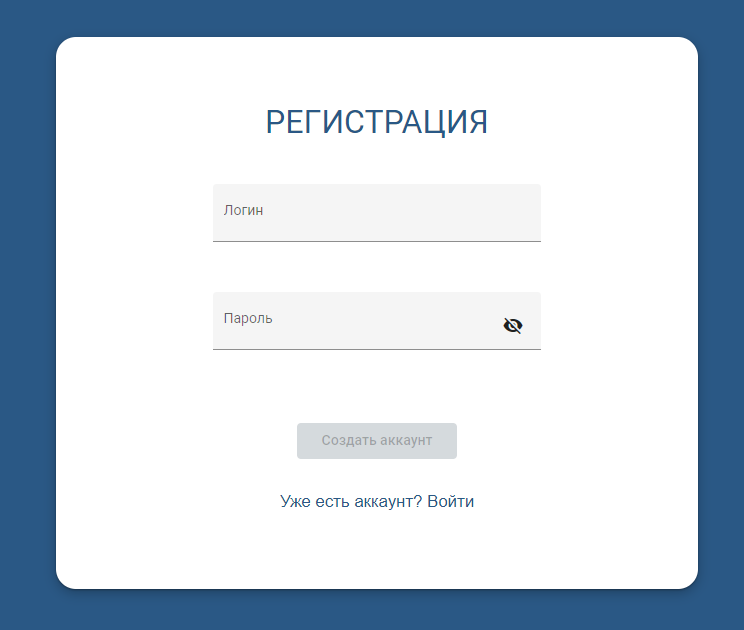 РЕГИСТРАЦИЯ
Логин
Пароль
Создать аккаунт
Уже есть аккаунт? Войти